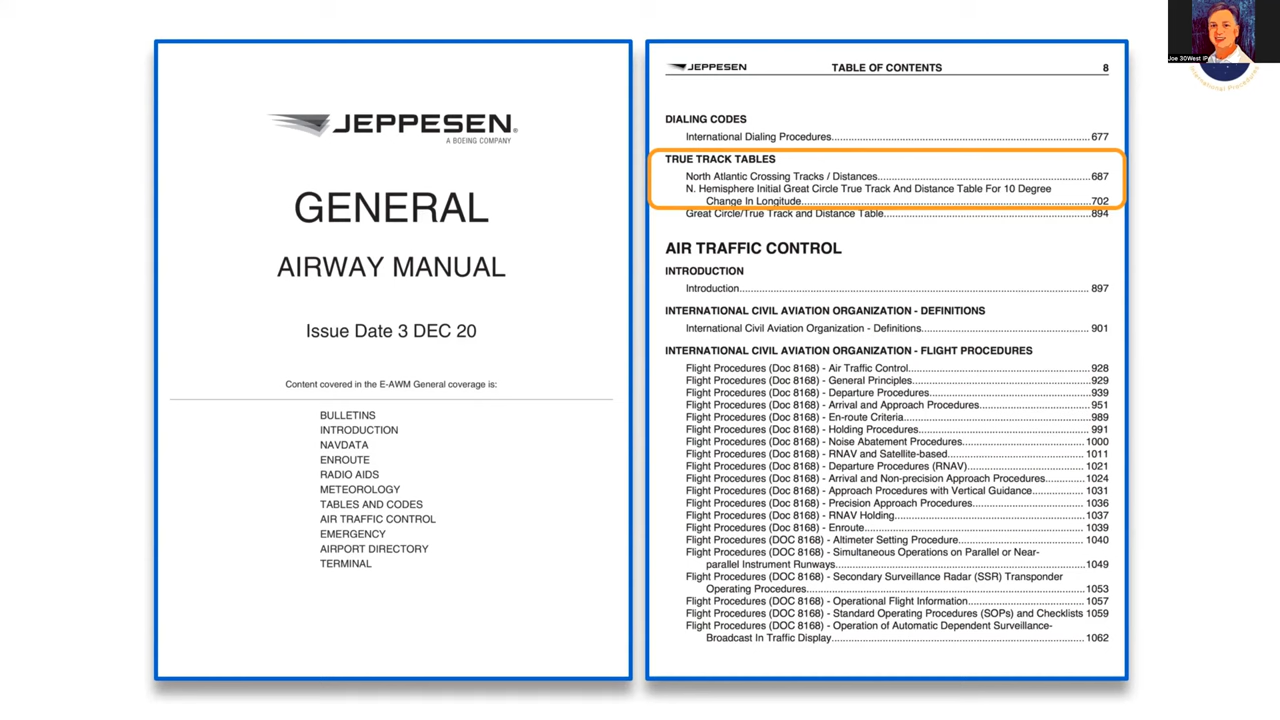 JEPPESEN®
A BOEING COMPANY
GENERAL
AIRWAY MANUAL
Issue Date 3 DEC 20
Content covered in the E-AWM General coverage is:
BULLETINS
INTRODUCTION
NAVDATA
ENROUTE
RADIO AIDS
METEOROLOGY
TABLES AND CODES
AIR TRAFFIC CONTROL
EMERGENCY
AIRPORT DIRECTORY
TERMINAL
JEPPESEN TABLE OF CONTENTS 8
DIALING CODES
International Dialing Procedures 677
TRUE TRACK TABLES
North Atlantic Crossing Tracks / Distances 687
N. Hemisphere Initial Great Circle True Track And Distance Table For 10 Degree
Change In Longitude 702
Great Circle/True Track and Distance Table 894
AIR TRAFFIC CONTROL
INTRODUCTION
Introduction 897
INTERNATIONAL CIVIL AVIATION ORGANIZATION - DEFINITIONS
International Civil Aviation Organization - Definitions 901
INTERNATIONAL CIVIL AVIATION ORGANIZATION - FLIGHT PROCEDURES
Flight Procedures (Doc 8168) - Air Traffic Control 928
Flight Procedures (Doc 8168) - General Principles 929
Flight Procedures (Doc 8168) - Departure Procedures 939
Flight Procedures (Doc 8168) - Arrival and Approach Procedures 951
Flight Procedures (Doc 8168) - En-route Criteria 989
Flight Procedures (Doc 8168) - Holding Procedures 991
Flight Procedures (Doc 8168) - Noise Abatement Procedures 1000
Flight Procedures (Doc 8168) - RNAV and Satellite-based 1011
Flight Procedures (Doc 8168) - Departure Procedures (RNAV) 1021
Flight Procedures (Doc 8168) - Arrival and Non-precision Approach Procedures 1024
Flight Procedures (Doc 8168) - Approach Procedures with Vertical Guidance 1031
Flight Procedures (Doc 8168) - Precision Approach Procedures 1036
Flight Procedures (Doc 8168) - RNAV Holding 1037
Flight Procedures (Doc 8168) - Enroute 1039
Flight Procedures (DOC 8168) - Altimeter Setting Procedure 1040
Flight Procedures (DOC 8168) - Simultaneous Operations on Parallel or Near-
parallel Instrument Runways 1049
Flight Procedures (DOC 8168) - Secondary Surveillance Radar (SSR) Transponder
Operating Procedures 1053
Flight Procedures (DOC 8168) - Operational Flight Information 1057
Flight Procedures (DOC 8168) - Standard Operating Procedures (SOPs) and Checklists 1059
Flight Procedures (DOC 8168) - Operation of Automatic Dependent Surveillance-
Broadcast In Traffic Display 1062
Joe 30West IP
International Procedures